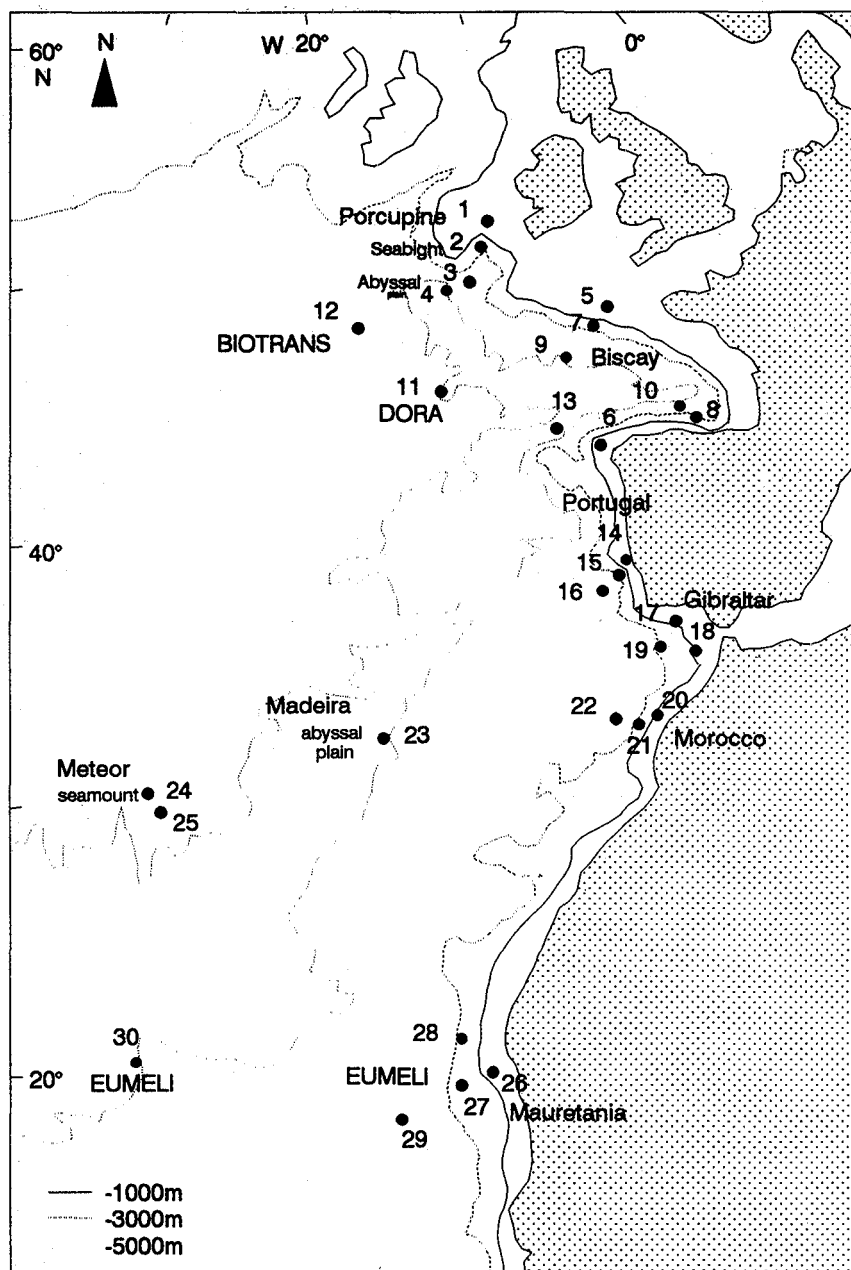 60°
N
N
W 20° 0°
Porcupine 1
Seabight 2
3
Abyssal
plain 4
5
12
7
BIOTRANS
9 Biscay
11
DORA
10
8
13
6
Portugal
40°
14
15
16
17 Gibraltar
18
19
Madeira
abyssal
plain
23
22
20
21 Morocco
Meteor
seamount 24
25
30
EUMELI
28
EUMELI
20°
26
27 Mauretania
29
-1000m
-3000m
-5000m